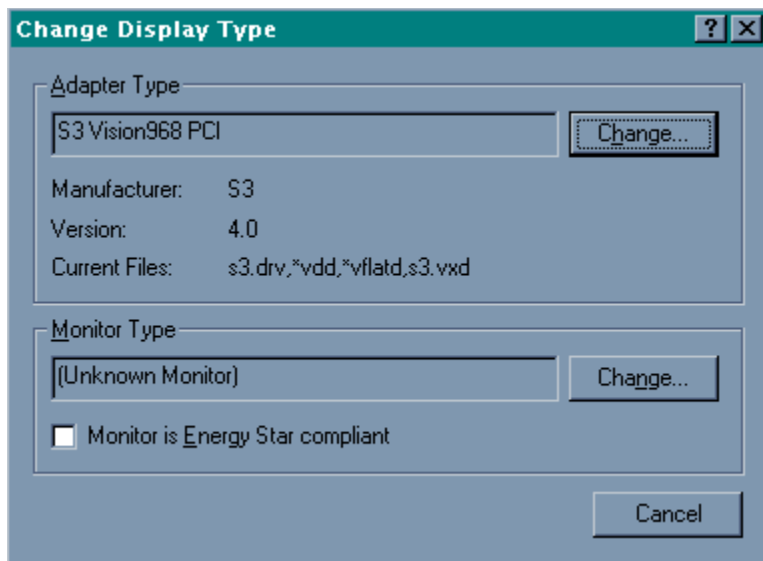 Change Display Type
Adapter Type
S3 Vision968 PCI Change...
Manufacturer: S3
Version: 4.0
Current Files: s3.drv,*vdd,*vflatd,s3.vxd
Monitor Type
(Unknown Monitor) Change...
Monitor is Energy Star compliant
Cancel